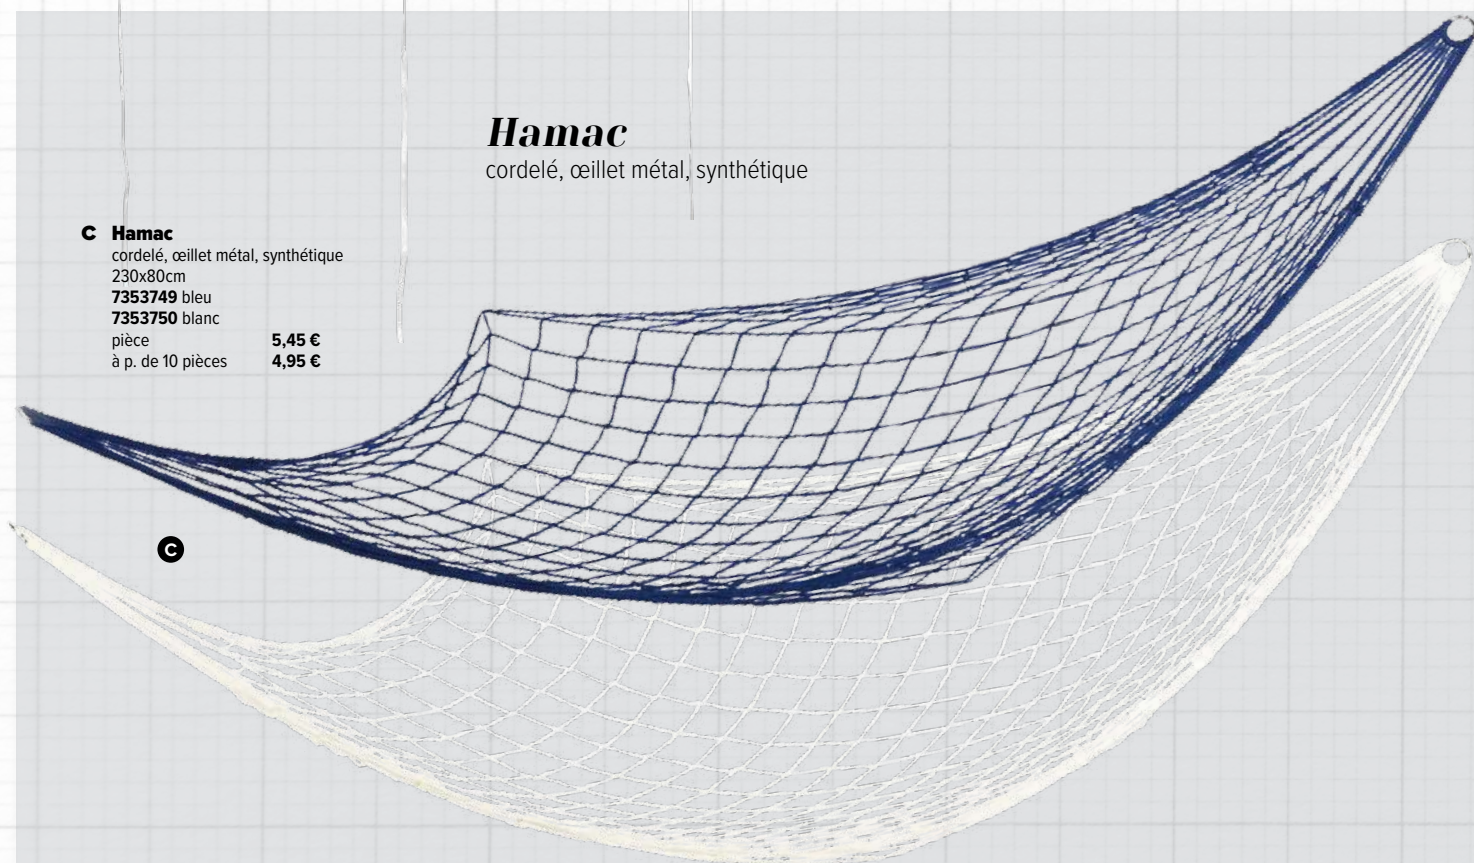 Hamac
cordelé, œillet métal, synthétique
C Hamac
cordelé, œillet métal, synthétique
230x80cm
7353749 bleu
7353750 blanc
pièce 5,45 €
à p. de 10 pièces 4,95 €
C